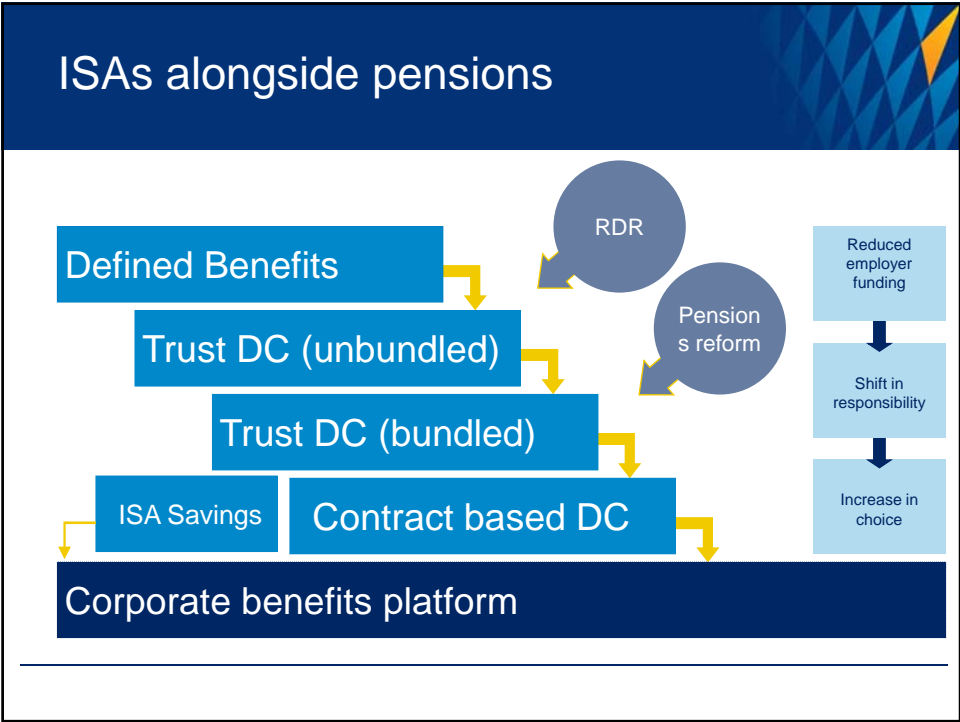 ISAs alongside pensions
RDR
Defined Benefits
Reduced
employer
funding
Trust DC (unbundled)
Pension
s reform
Shift in
responsibility
Trust DC (bundled)
ISA Savings
Contract based DC
Increase in
choice
Corporate benefits platform